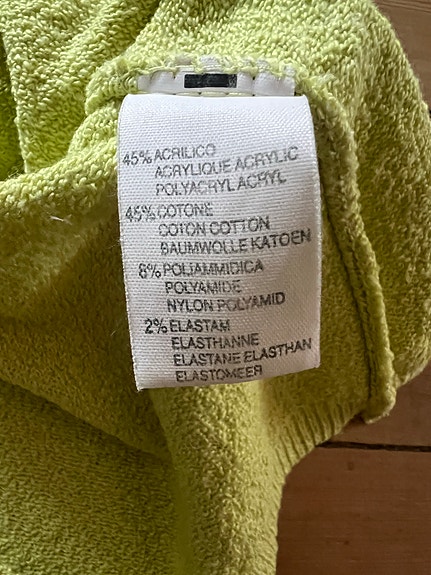 45% ACRILICO
ACRYLIQUE ACRYLIC
POLYACRYL ACRYL
45% COTONE
COTON COTTON
BAUMWOLLE KATOEN
8% POLIAMMIDICA
POLYAMIDE
NYLON POLYAMID
2% ELASTAM
ELASTHANNE
ELASTANE ELASTHAN
ELASTOMEER